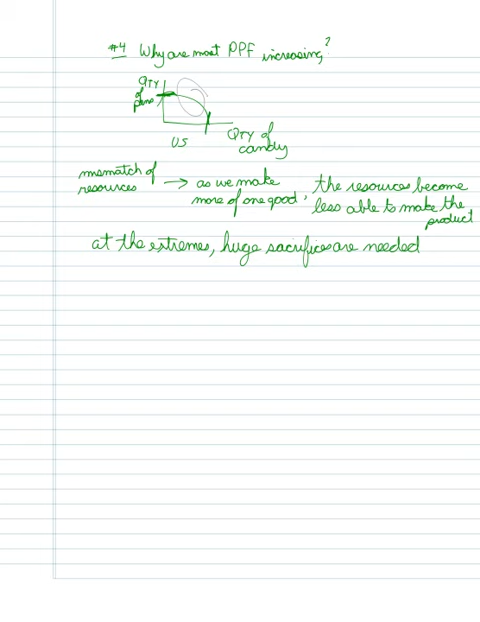 #4 Why are most PPF increasing?
QTY
of
pens
QTY of
candy
US
mismatch of
resources → as we make
more of one good, the resources become
less able to make the
product
at the extremes, huge sacrifices are needed